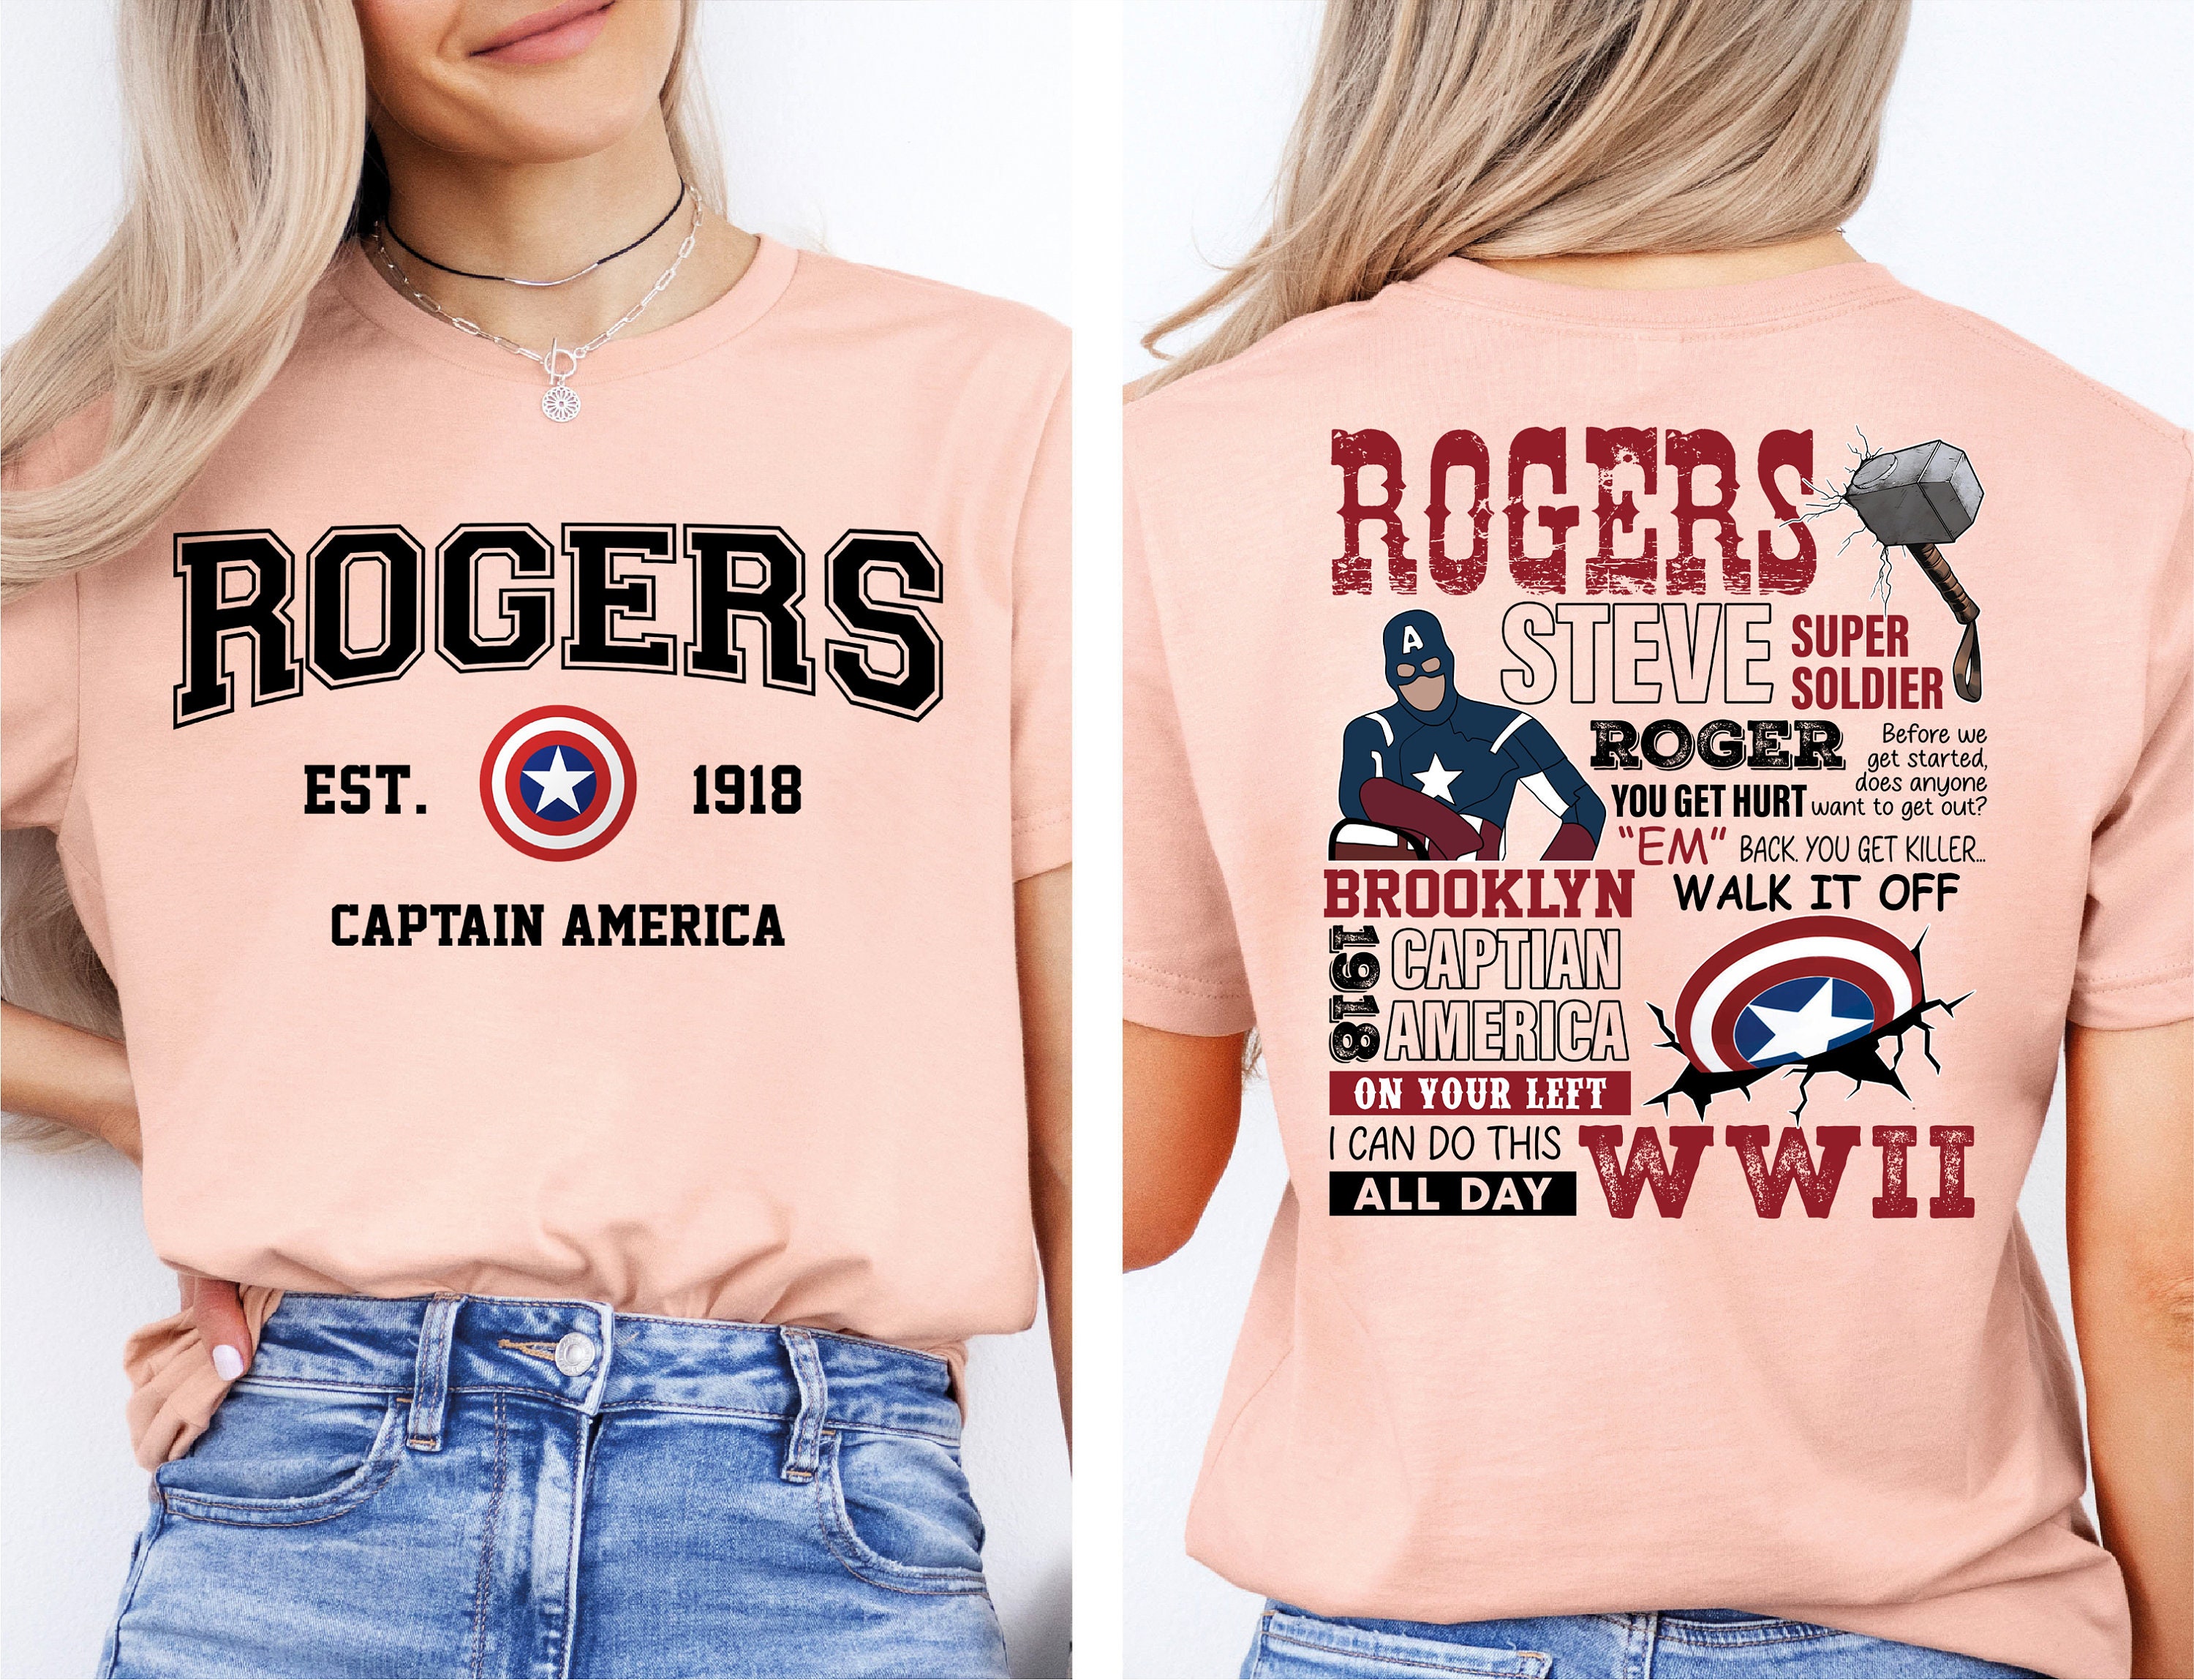 ROGERS
EST. 1918
CAPTAIN AMERICA
ROGERS
A
STEVE
SUPER
SOLDIER
ROGER
Before we
get started,
does anyone
want to get out?
YOU GET HURT
"EM" BACK. YOU GET KILLER...
BROOKLYN
WALK IT OFF
1918
CAPTIAN
AMERICA
ON YOUR LEFT
I CAN DO THIS
ALL DAY
WWII